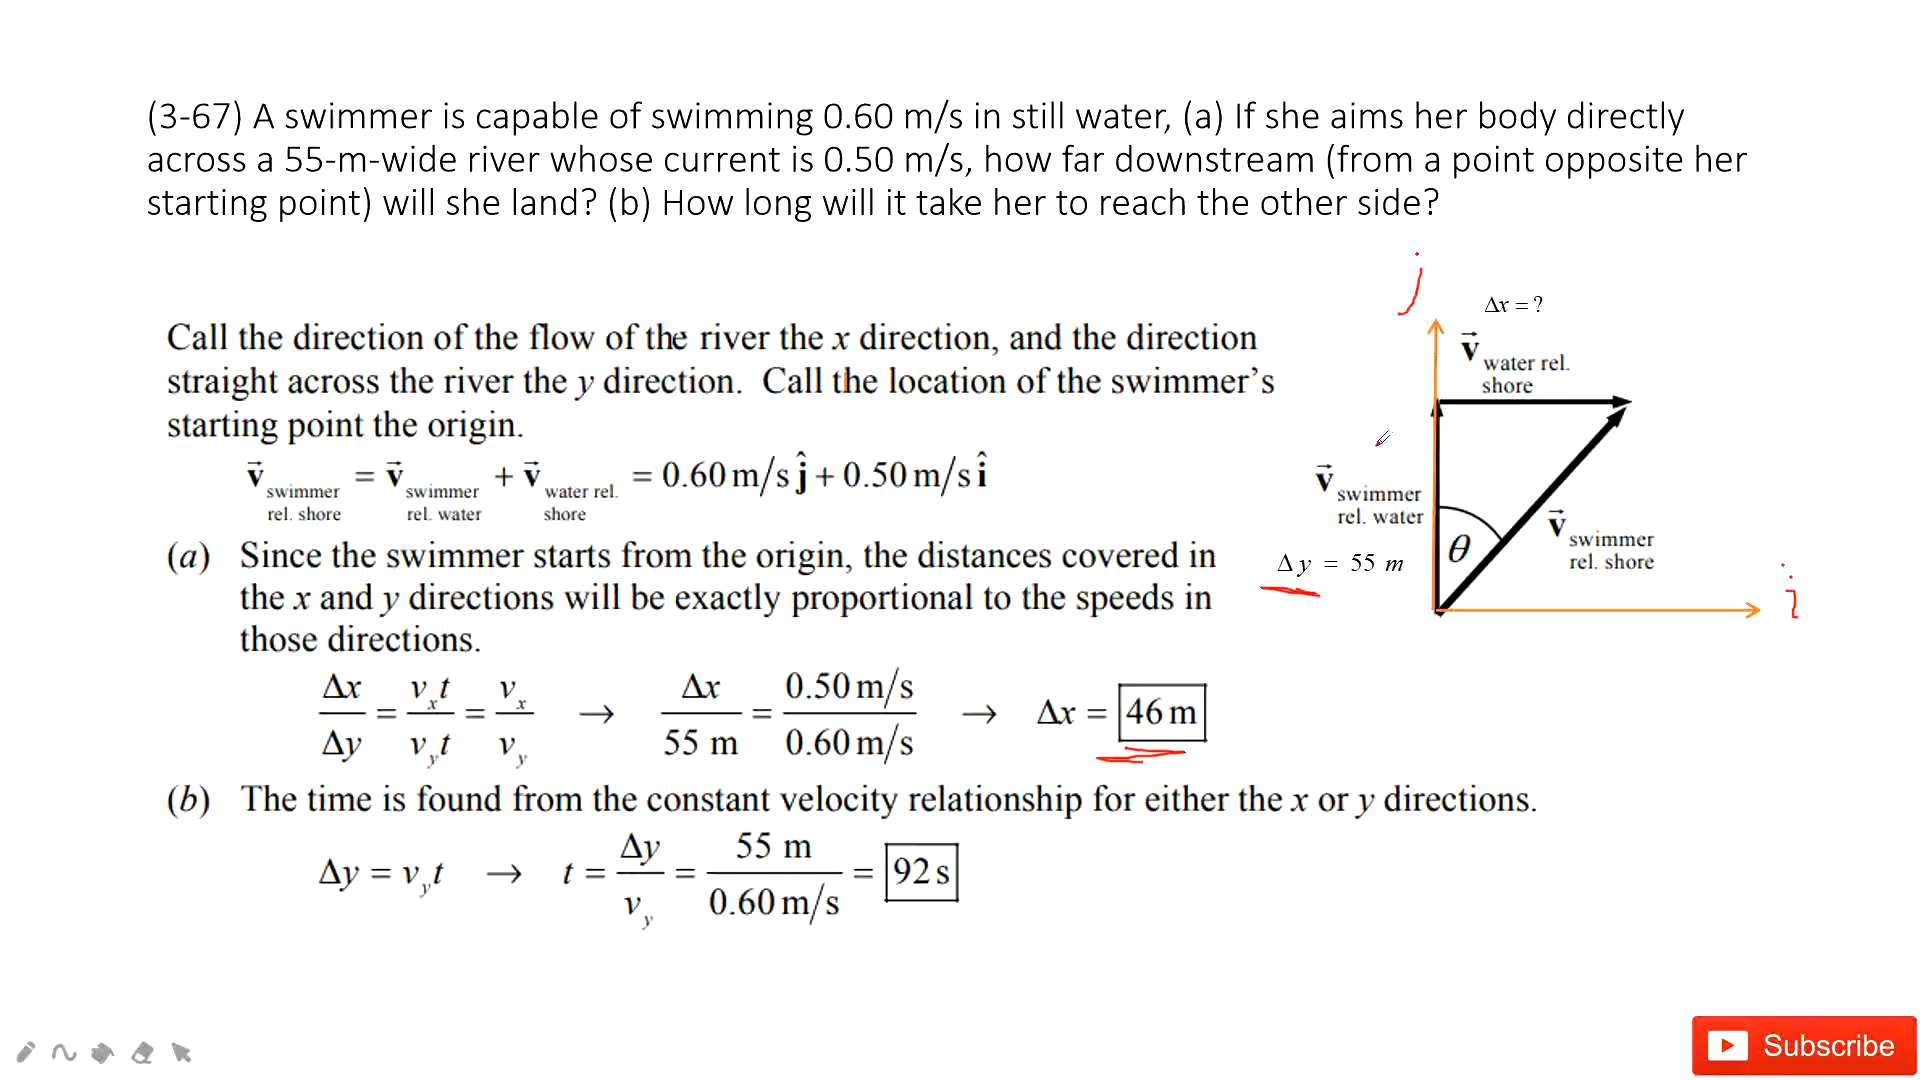 (3-67) A swimmer is capable of swimming 0.60 m/s in still water, (a) If she aims her body directly
across a 55-m-wide river whose current is 0.50 m/s, how far downstream (from a point opposite her
starting point) will she land? (b) How long will it take her to reach the other side?
j
Δx = ?
Call the direction of the flow of the river the x direction, and the direction
straight across the river the y direction. Call the location of the swimmer's
starting point the origin.
v⃗ swimmer rel. shore = v⃗ swimmer rel. water + v⃗ water rel. shore = 0.60 m/s ĵ + 0.50 m/s î
v⃗ water rel.
shore
v⃗ swimmer
rel. water
θ
v⃗ swimmer
rel. shore
Δy = 55 m
i
(a) Since the swimmer starts from the origin, the distances covered in
the x and y directions will be exactly proportional to the speeds in
those directions.
Δx/Δy = v_x t/v_y t = v_x/v_y → Δx/55 m = 0.50 m/s/0.60 m/s → Δx = 46 m
(b) The time is found from the constant velocity relationship for either the x or y directions.
Δy = v_y t → t = Δy/v_y = 55 m/0.60 m/s = 92 s
Subscribe